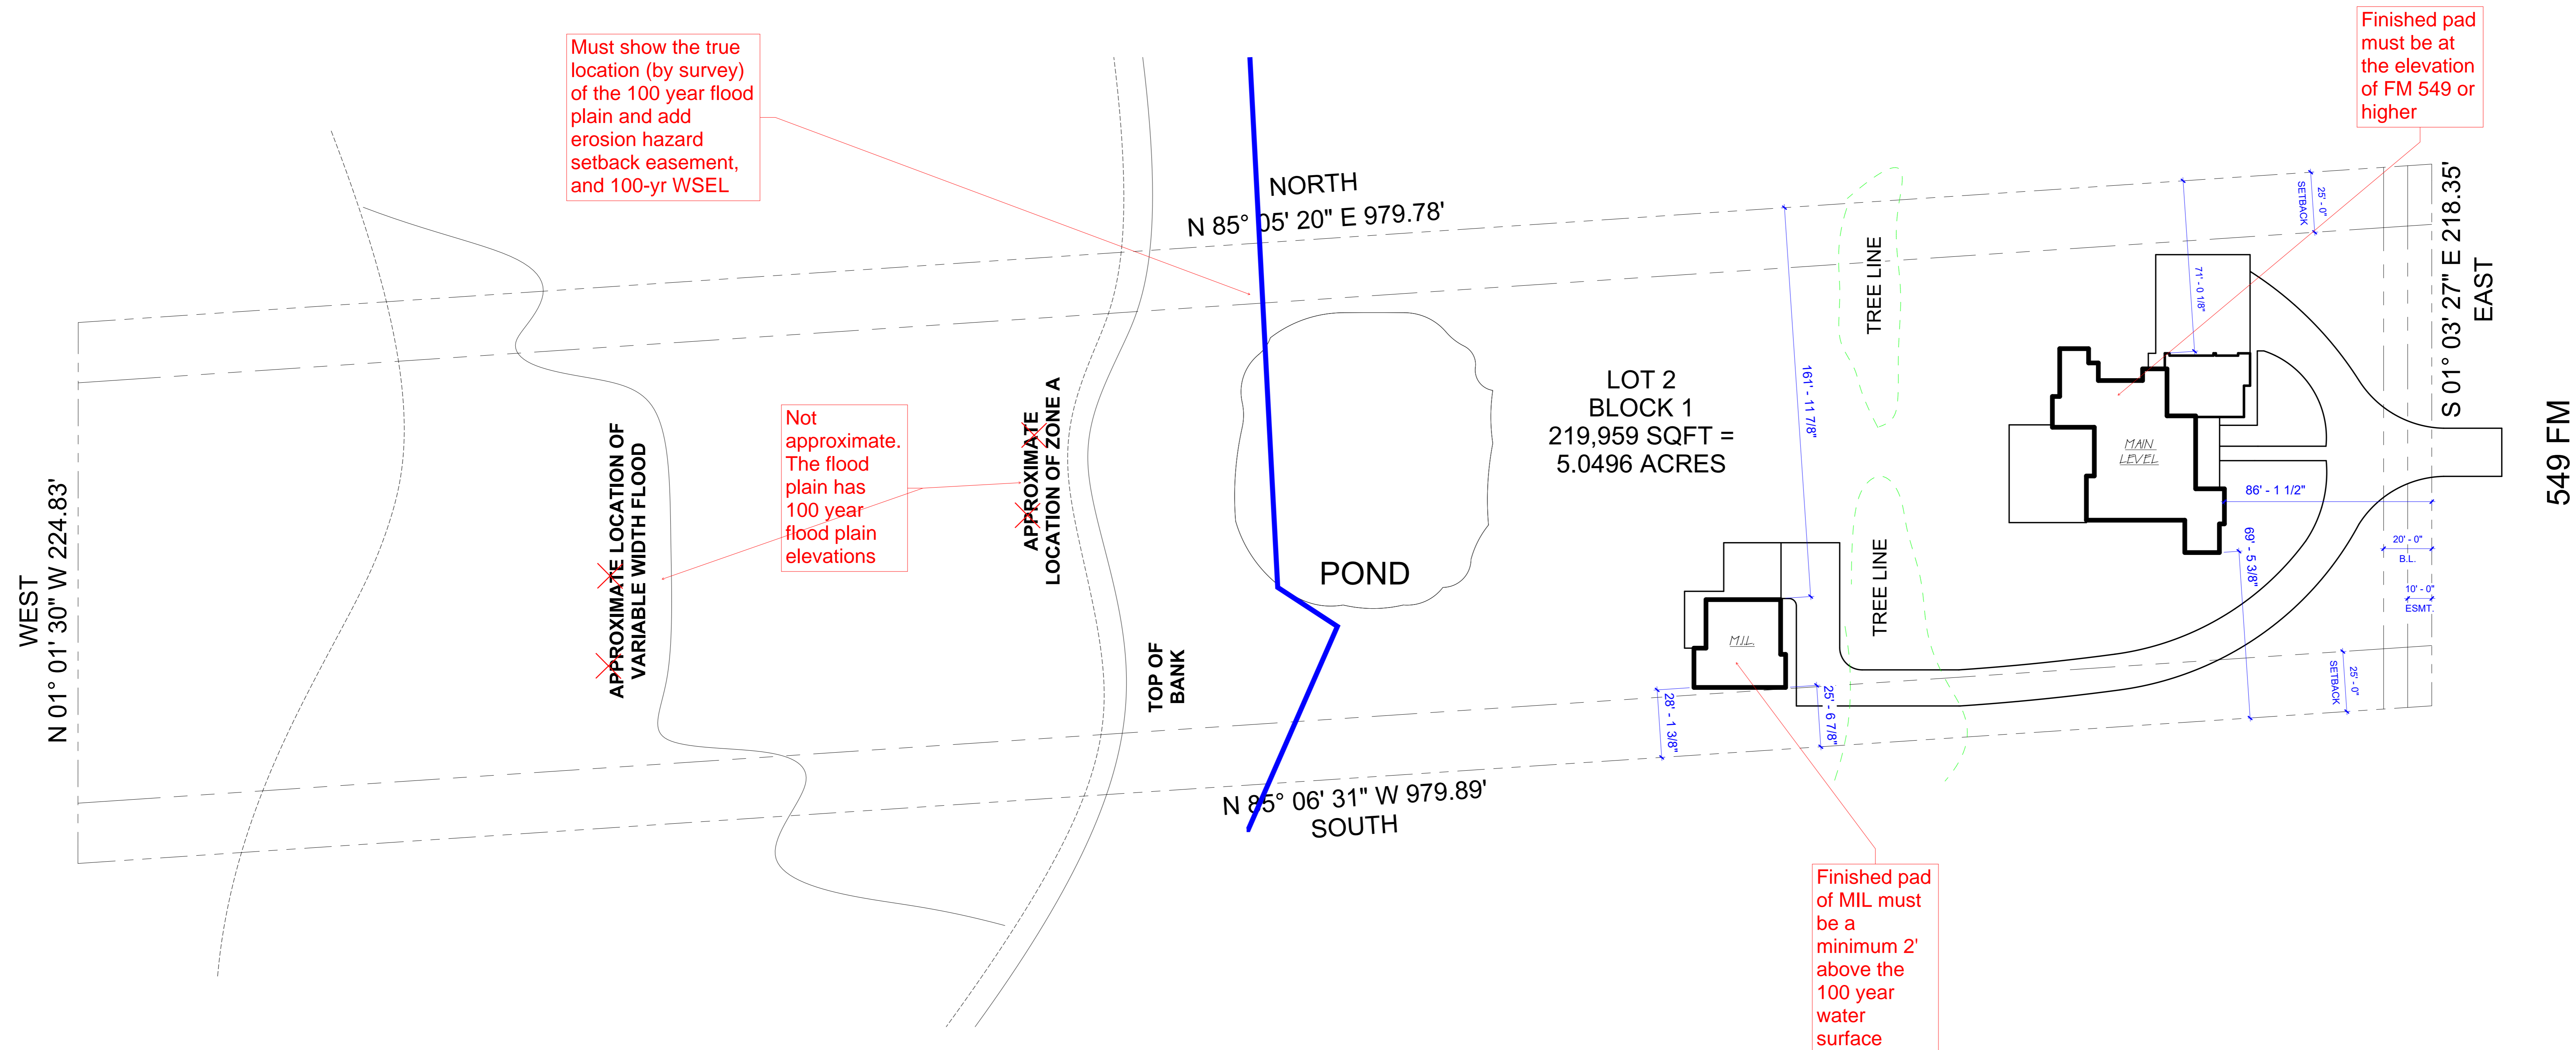 Must show the true
location (by survey)
of the 100 year flood
plain and add
erosion hazard
setback easement,
and 100-yr WSEL
Finished pad
must be at
the elevation
of FM 549 or
higher
NORTH
N 85° 05' 20" E 979.78'
25' - 0"
SETBACK
71' - 0 1/8"
S 01° 03' 27" E 218.35'
EAST
549 FM
TREE LINE
161' - 11 7/8"
LOT 2
BLOCK 1
219,959 SQFT =
5.0496 ACRES
MAIN
LEVEL
86' - 1 1/2"
20' - 0"
B.L.
10' - 0"
ESMT.
69' - 5 3/8"
25' - 0"
SETBACK
Not
approximate.
The flood
plain has
100 year
flood plain
elevations
APPROXIMATE
LOCATION OF ZONE A
APPROXIMATE LOCATION OF
VARIABLE WIDTH FLOOD
WEST
N 01° 01' 30" W 224.83'
POND
TOP OF
BANK
TREE LINE
M.I.L.
28' - 1 3/8"
25' - 6 7/8"
N 85° 06' 31" W 979.89'
SOUTH
Finished pad
of MIL must
be a
minimum 2'
above the
100 year
water
surface